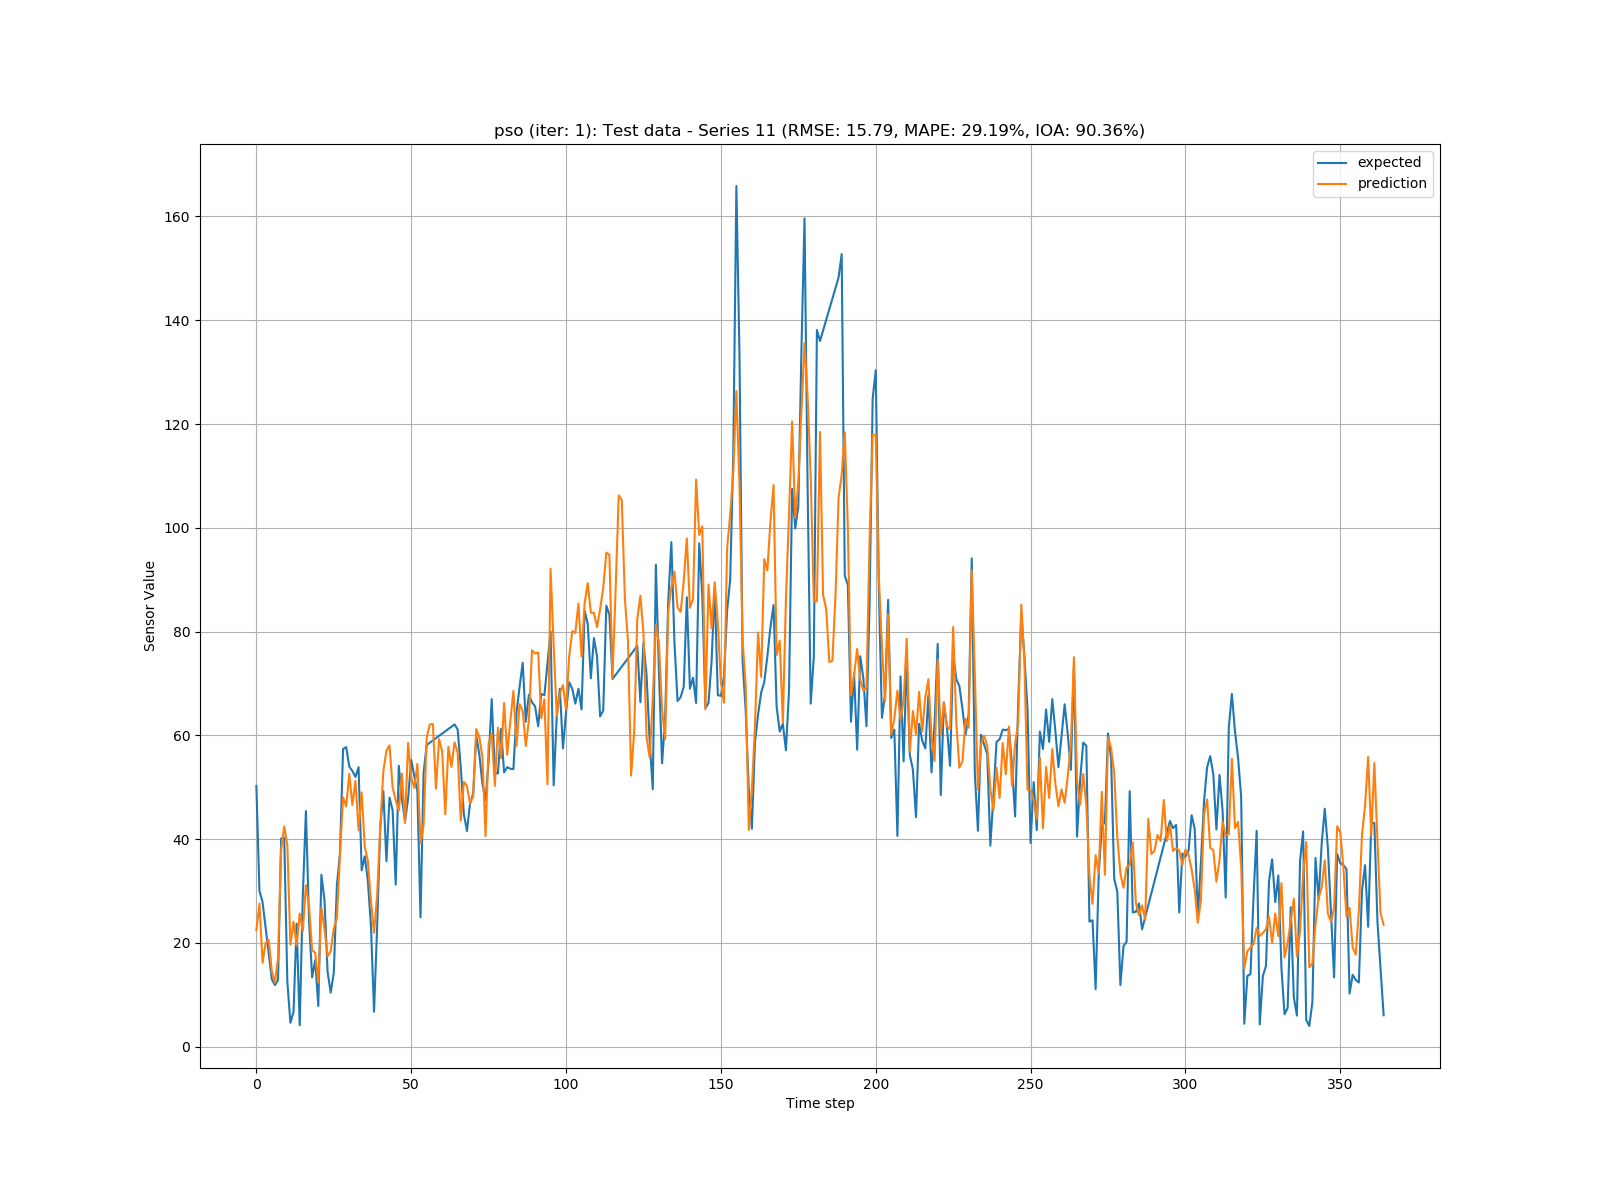 pso (iter: 1): Test data - Series 11 (RMSE: 15.79, MAPE: 29.19%, IOA: 90.36%)
expected
prediction
160
140
120
100
80
60
40
20
0
Sensor Value
0 50 100 150 200 250 300 350
Time step